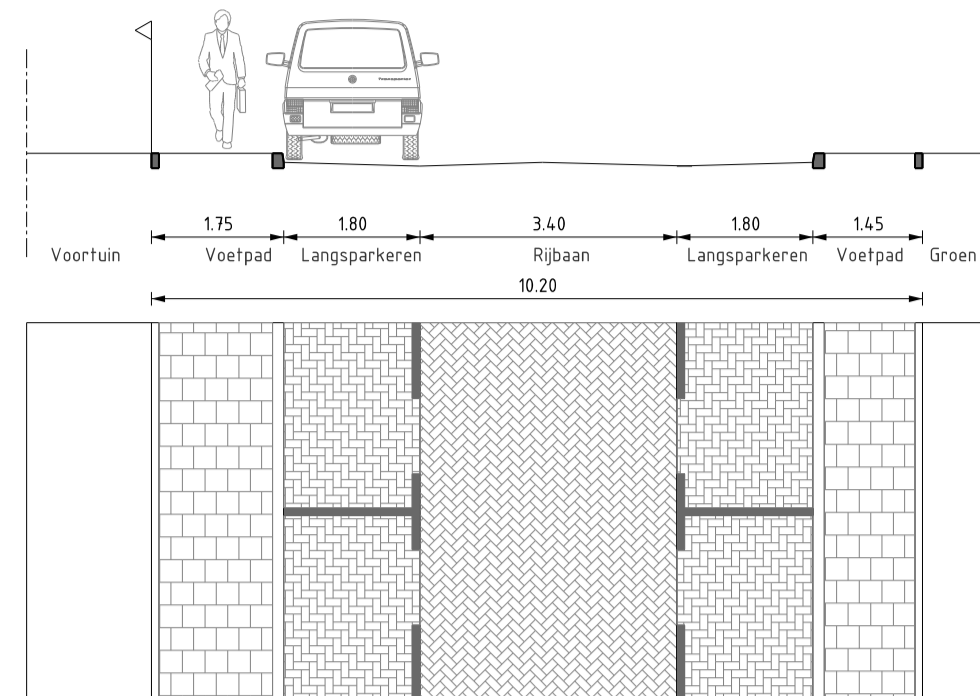 Transporter
1.75 1.80 3.40 1.80 1.45
Voortuin Voetpad Langsparkeren Rijbaan Langsparkeren Voetpad Groen
10.20